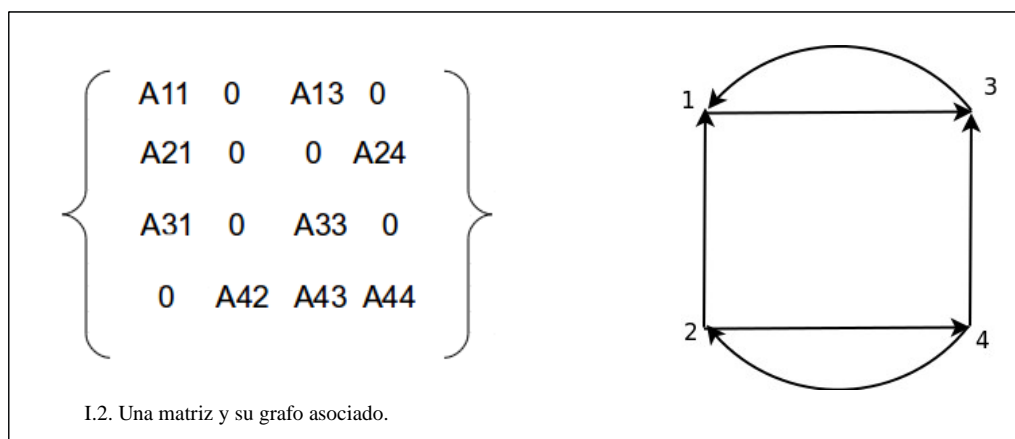 A11 0 A13 0
A21 0 0 A24
A31 0 A33 0
0 A42 A43 A44
1
3
2
4
I.2. Una matriz y su grafo asociado.